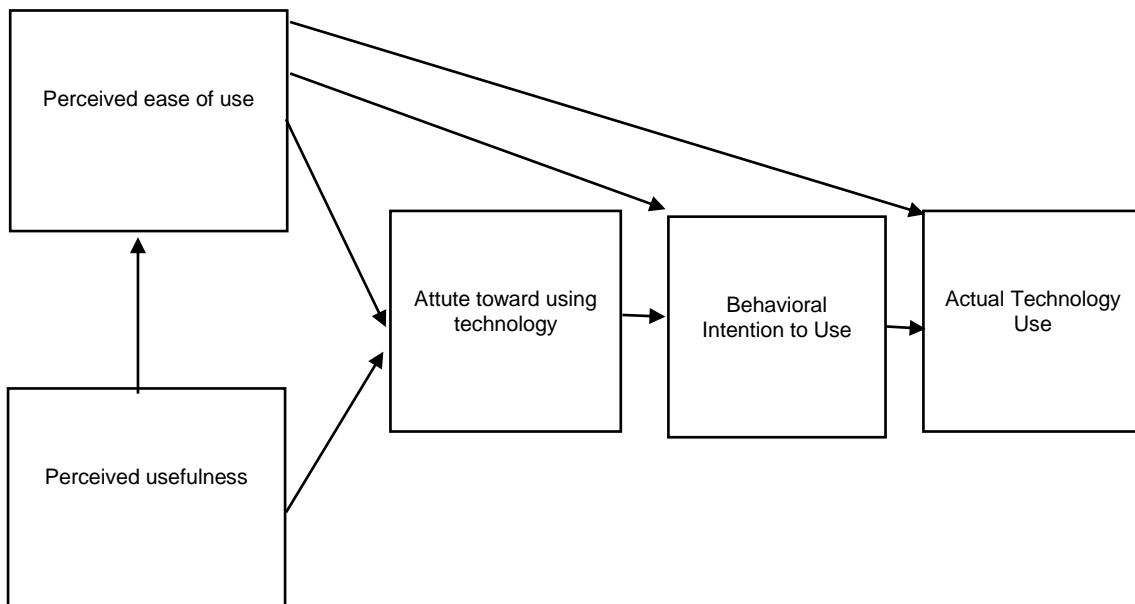 Perceived ease of use
Attute toward using
technology
Behavioral
Intention to Use
Actual Technology
Use
Perceived usefulness